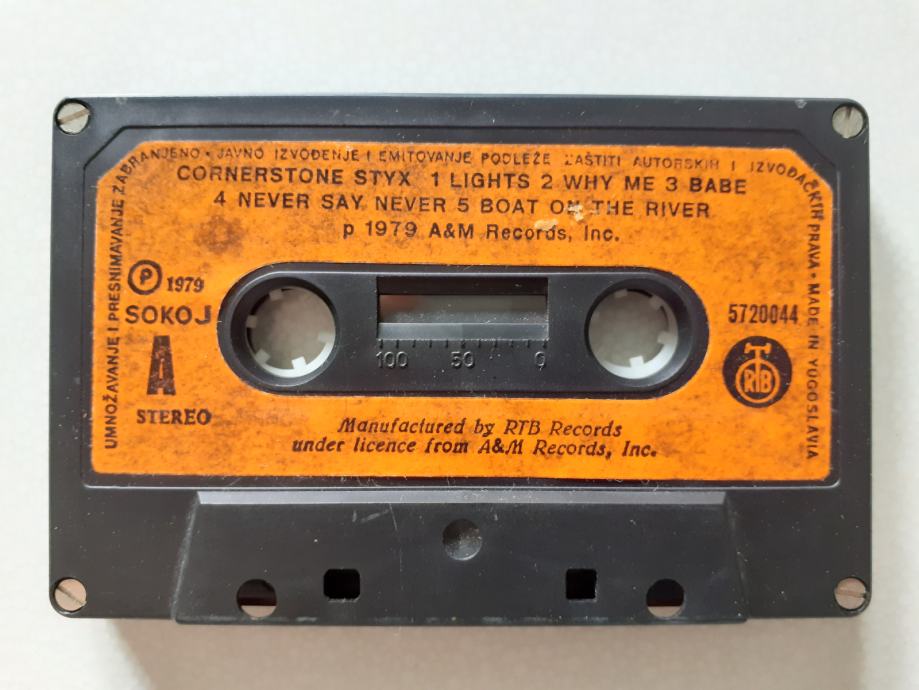 UMNOŽAVANJE I PRESNIMAVANJE ZABRANJENO • JAVNO IZVOĐENJE I EMITOVANJE PODLEŽE ZAŠTITI AUTORSKIH I IZVOĐAČKIH PRAVA • MADE IN YUGOSLAVIA
CORNERSTONE STYX 1 LIGHTS 2 WHY ME 3 BABE
4 NEVER SAY NEVER 5 BOAT ON THE RIVER
p 1979 A&M Records, Inc.
℗ 1979
SOKOJ
5720044
100 50 0
A
RTB
STEREO
Manufactured by RTB Records
under licence from A&M Records, Inc.